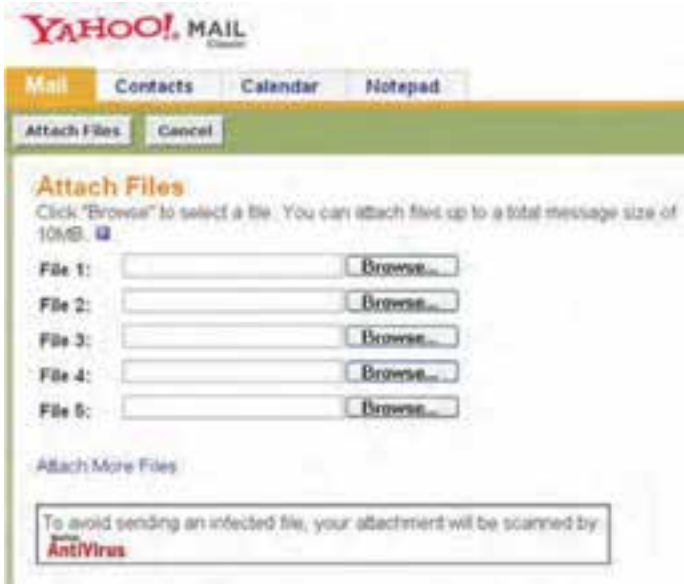 YAHOO! MAIL
Classic
Mail Contacts Calendar Notepad
Attach Files Cancel
Attach Files
Click "Browse" to select a file. You can attach files up to a total message size of
10MB.
File 1: Browse...
File 2: Browse...
File 3: Browse...
File 4: Browse...
File 5: Browse...
Attach More Files
To avoid sending an infected file, your attachment will be scanned by
AntiVirus